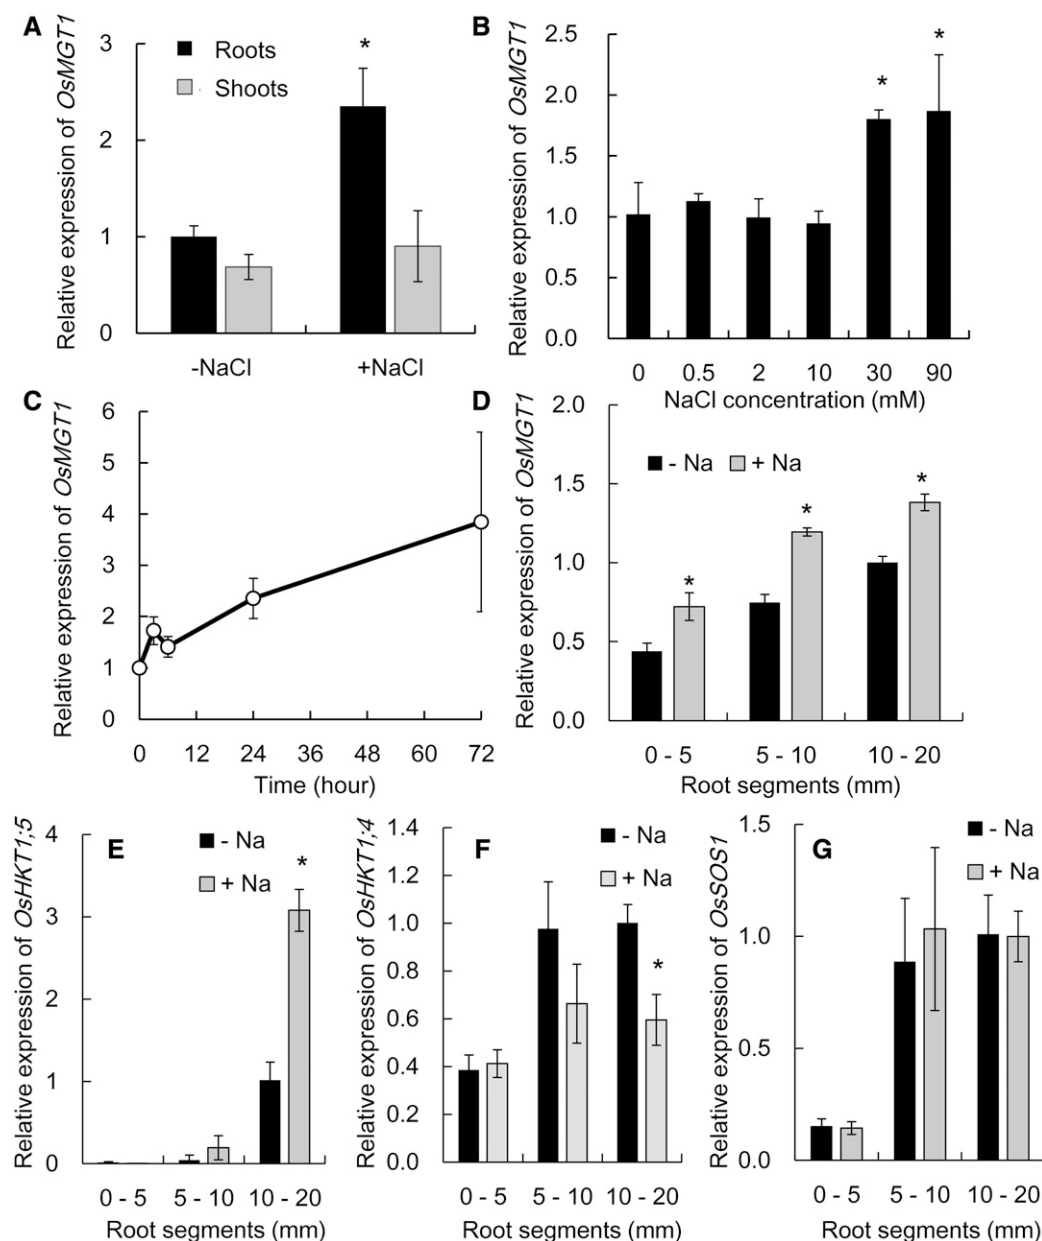 A
Relative expression of OsMGT1
3
2
1
0
Roots
Shoots
*
-NaCl
+NaCl
B
Relative expression of OsMGT1
2.5
2.0
1.5
1.0
0.5
0.0
*
*
0 0.5 2 10 30 90
NaCl concentration (mM)
C
Relative expression of OsMGT1
6
5
4
3
2
1
0
0 12 24 36 48 60 72
Time (hour)
D
Relative expression of OsMGT1
2.0
1.5
1.0
0.5
0.0
- Na + Na
*
*
*
0 - 5 5 - 10 10 - 20
Root segments (mm)
E
Relative expression of OsHKT1;5
4
3
2
1
0
- Na
+ Na
*
0 - 5 5 - 10 10 - 20
Root segments (mm)
F
Relative expression of OsHKT1;4
1.4
1.2
1.0
0.8
0.6
0.4
0.2
0.0
- Na
+ Na
*
0 - 5 5 - 10 10 - 20
Root segments (mm)
G
Relative expression of OsSOS1
1.5
1.0
0.5
0.0
- Na
+ Na
0 - 5 5 - 10 10 - 20
Root segments (mm)